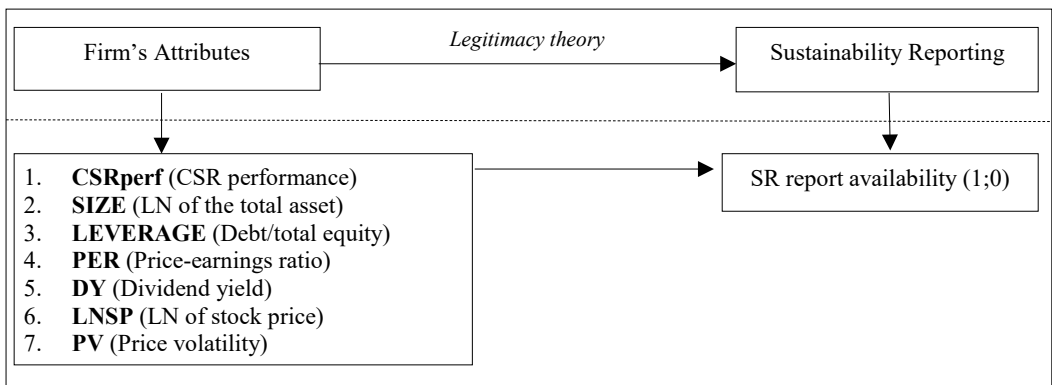 Firm’s Attributes
Legitimacy theory
Sustainability Reporting
1. CSRperf (CSR performance)
2. SIZE (LN of the total asset)
3. LEVERAGE (Debt/total equity)
4. PER (Price-earnings ratio)
5. DY (Dividend yield)
6. LNSP (LN of stock price)
7. PV (Price volatility)
SR report availability (1;0)